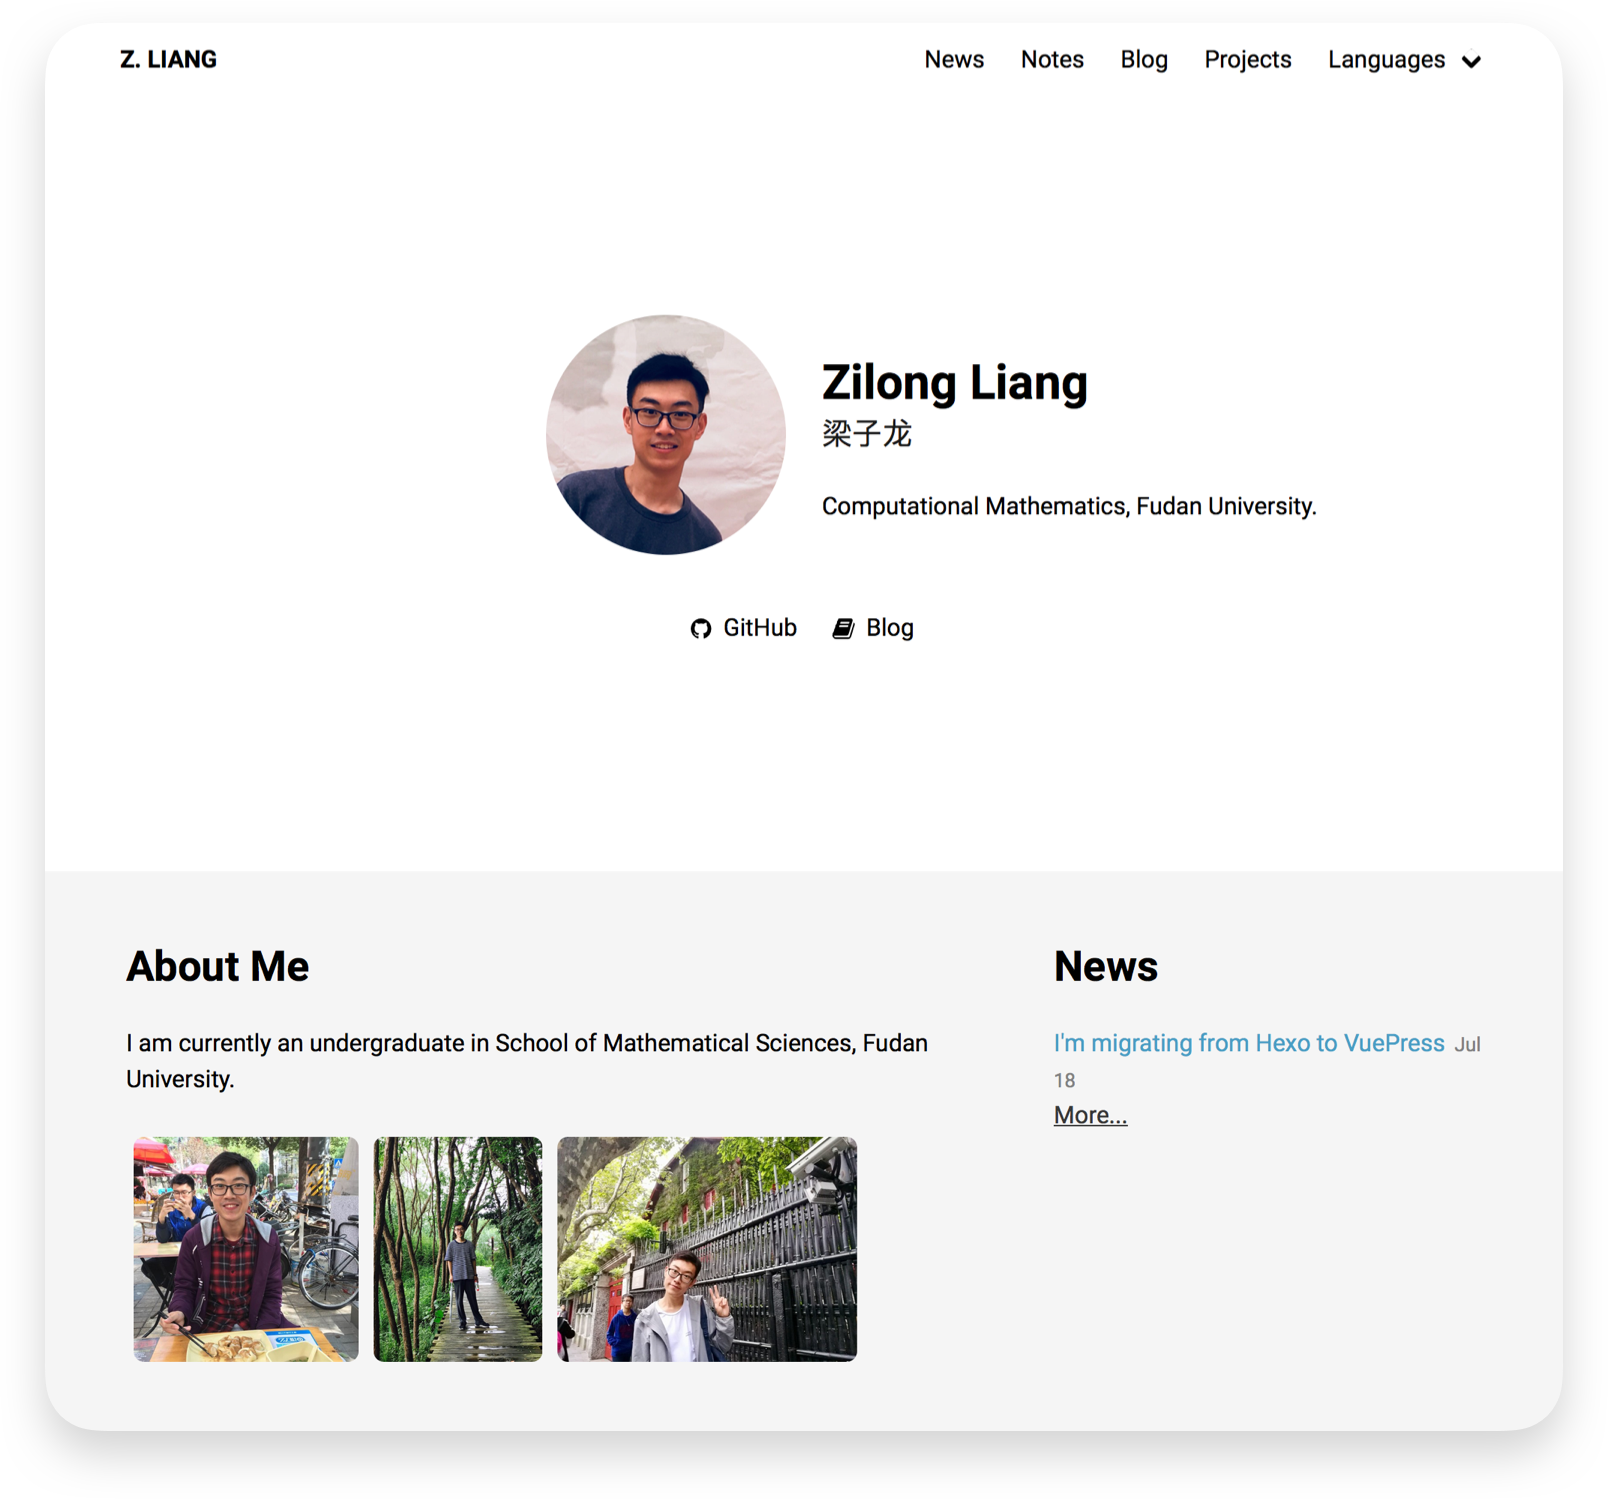 Z. LIANG
News Notes Blog Projects Languages
Zilong Liang
梁子龙
Computational Mathematics, Fudan University.
GitHub Blog
About Me
I am currently an undergraduate in School of Mathematical Sciences, Fudan
University.
News
I'm migrating from Hexo to VuePress Jul
18
More...